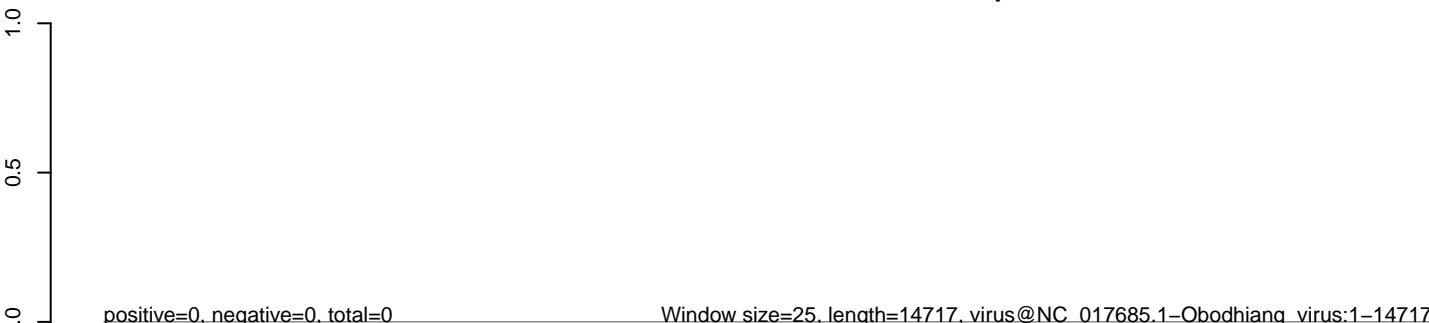 1.0
0.5
.0
positive=0, negative=0, total=0
Window size=25, length=14717, virus@NC_017685.1−Obodhiang_virus:1−14717